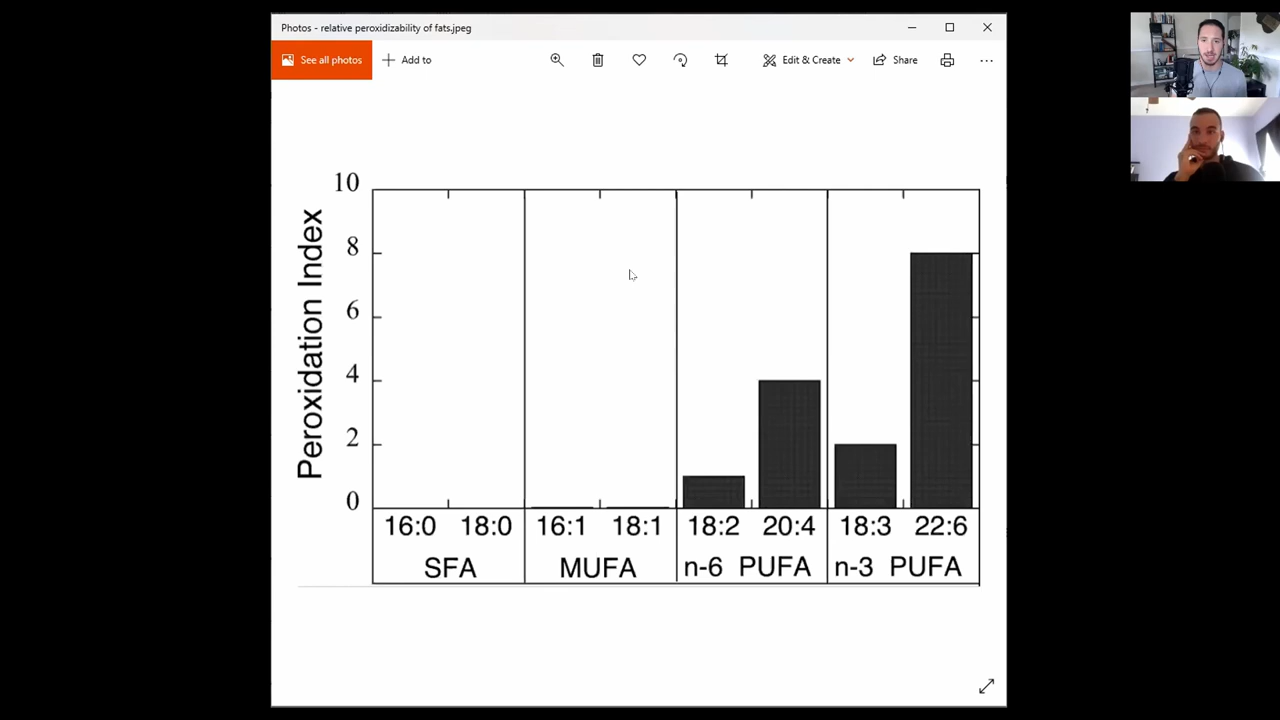 Photos - relative peroxidizability of fats.jpeg
See all photos
Add to
Edit & Create
Share
Peroxidation Index
10
8
6
4
2
0
16:0 18:0 16:1 18:1 18:2 20:4 18:3 22:6
SFA MUFA n-6 PUFA n-3 PUFA